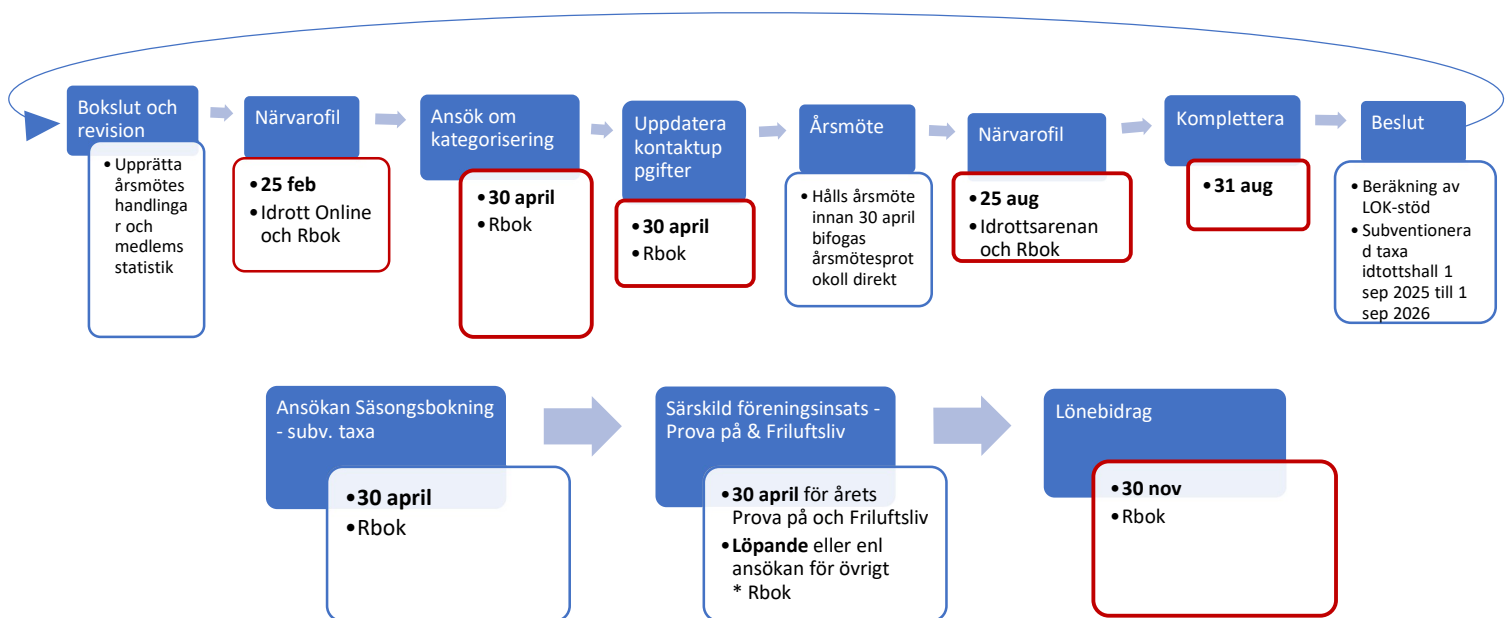 Bokslut och
revision
• Upprätta
årsmötes
handlingar
r och
medlems
statistik
Närvarofil
• 25 feb
• Idrott Online
och Rbok
Ansök om
kategorisering
• 30 april
• Rbok
Uppdatera
kontaktup
pgifter
• 30 april
• Rbok
Årsmöte
• Hålls årsmöte
innan 30 april
bifogas
årsmötesprot
okoll direkt
Närvarofil
• 25 aug
• Idrottsarenan
och Rbok
Komplettera
• 31 aug
Beslut
• Beräkning av
LOK-stöd
• Subventionera
d taxa
idtottshall 1
sep 2025 till 1
sep 2026
Ansökan Säsongsbokning
- subv. taxa
• 30 april
• Rbok
Särskild föreningsinsats -
Prova på & Friluftsliv
• 30 april för årets
Prova på och Friluftsliv
• Löpande eller enl
ansökan för övrigt
* Rbok
Lönebidrag
• 30 nov
• Rbok